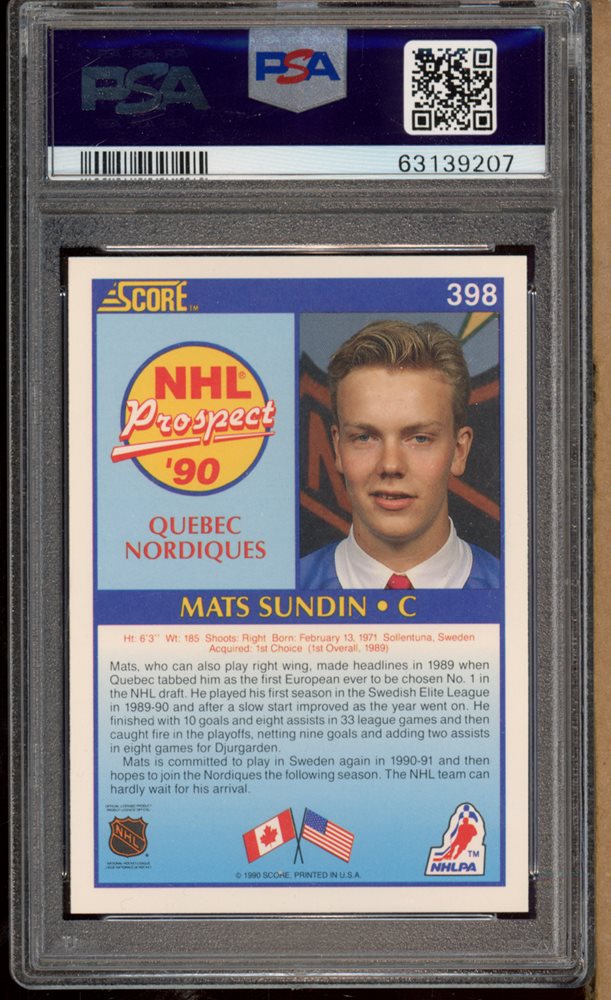 PSA
PSA
63139207
SCORE™
398
NHL®
Prospect
'90
QUEBEC
NORDIQUES
MATS SUNDIN • C
Ht: 6'3" Wt: 185 Shoots: Right Born: February 13, 1971 Sollentuna, Sweden
Acquired: 1st Choice (1st Overall, 1989)
Mats, who can also play right wing, made headlines in 1989 when
Quebec tabbed him as the first European ever to be chosen No. 1 in
the NHL draft. He played his first season in the Swedish Elite League
in 1989-90 and after a slow start improved as the year went on. He
finished with 10 goals and eight assists in 33 league games and then
caught fire in the playoffs, netting nine goals and adding two assists
in eight games for Djurgarden.
Mats is committed to play in Sweden again in 1990-91 and then
hopes to join the Nordiques the following season. The NHL team can
hardly wait for his arrival.
NHL
NHLPA
TM
© 1990 SCORE, PRINTED IN U.S.A.